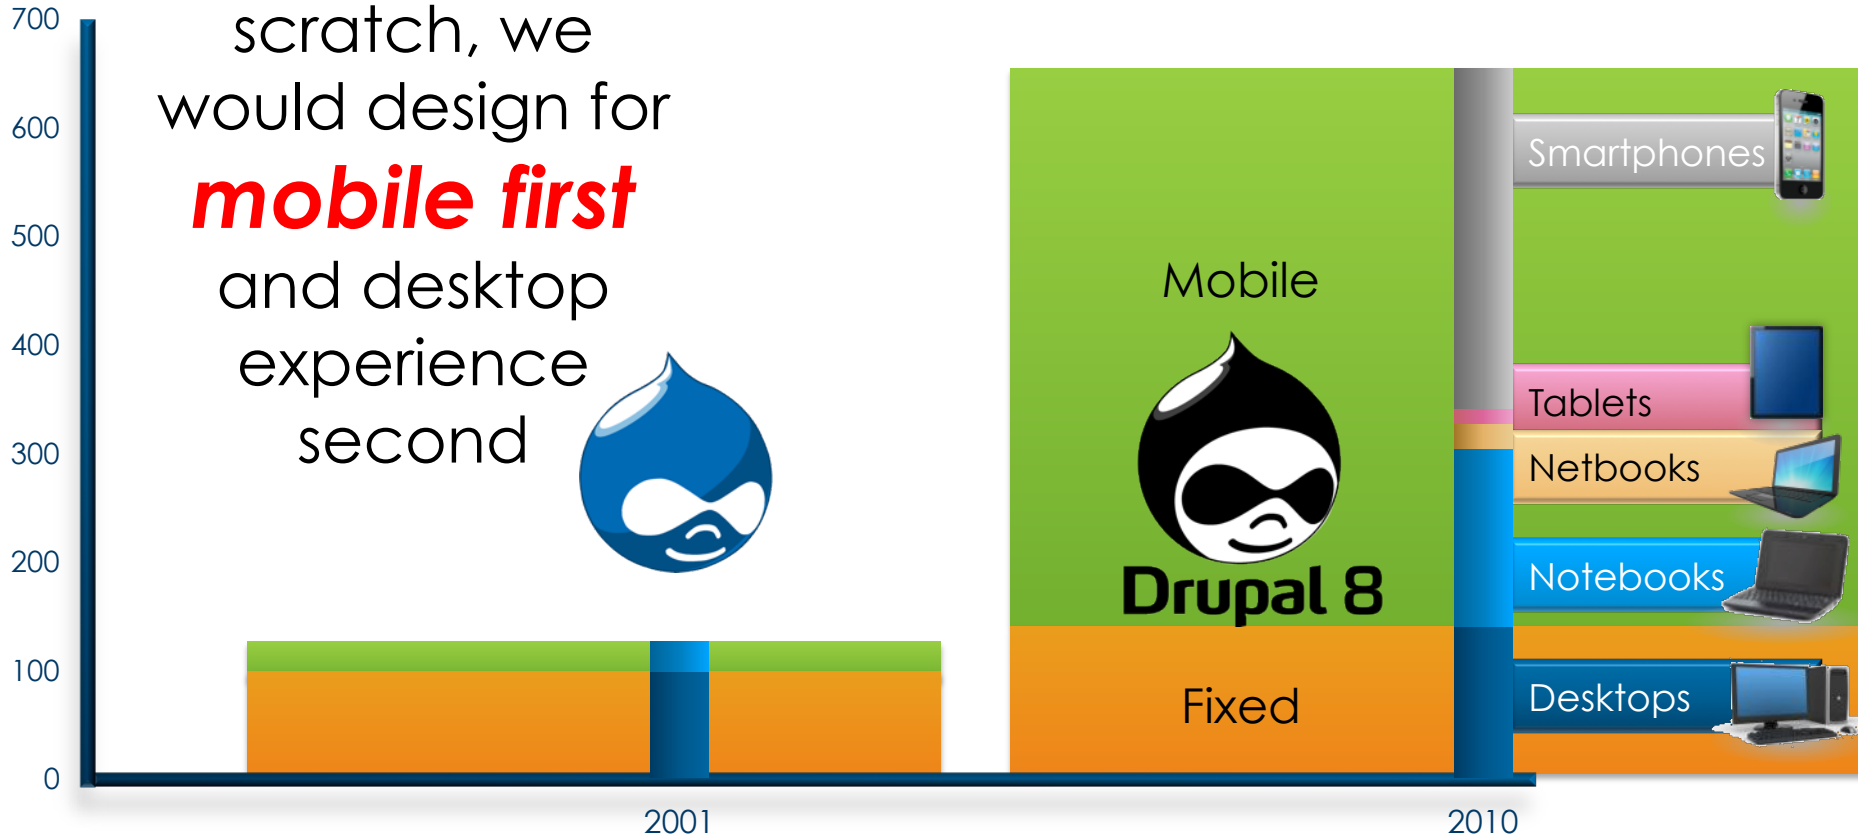 700
600
500
400
300
200
100
0
scratch, we
would design for
mobile first
and desktop
experience
second
Mobile
Drupal 8
Fixed
Smartphones
Tablets
Netbooks
Notebooks
Desktops
2001
2010